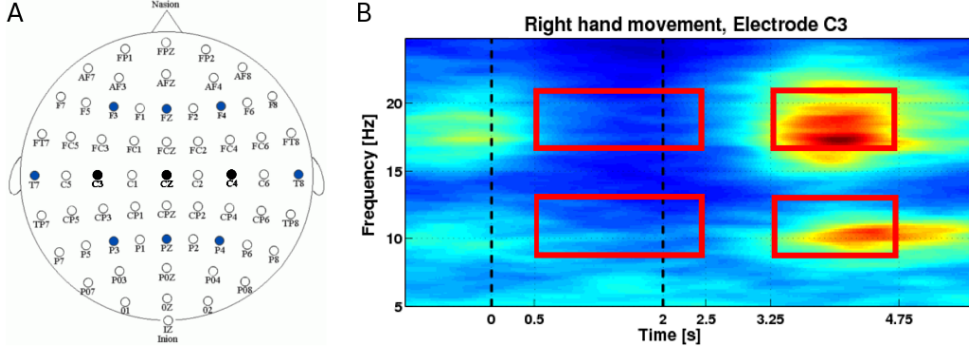 A
Nasion
FP1 FPZ FP2
AF7 AF3 AFZ AF4 AF8
F7 F5 F3 F1 FZ F2 F4 F6 F8
FT7 FC5 FC3 FC1 FCZ FC2 FC4 FC6 FT8
T7 C5 C3 C1 CZ C2 C4 C6 T8
TP7 CP5 CP3 CP1 CPZ CP2 CP4 CP6 TP8
P7 P5 P3 P1 PZ P2 P4 P6 P8
P07 P03 P0Z P04 P08
01 0Z 02
IZ
Inion
B
Right hand movement, Electrode C3
Frequency [Hz]
20
15
10
5
0 0.5 2 2.5 3.25 4.75
Time [s]